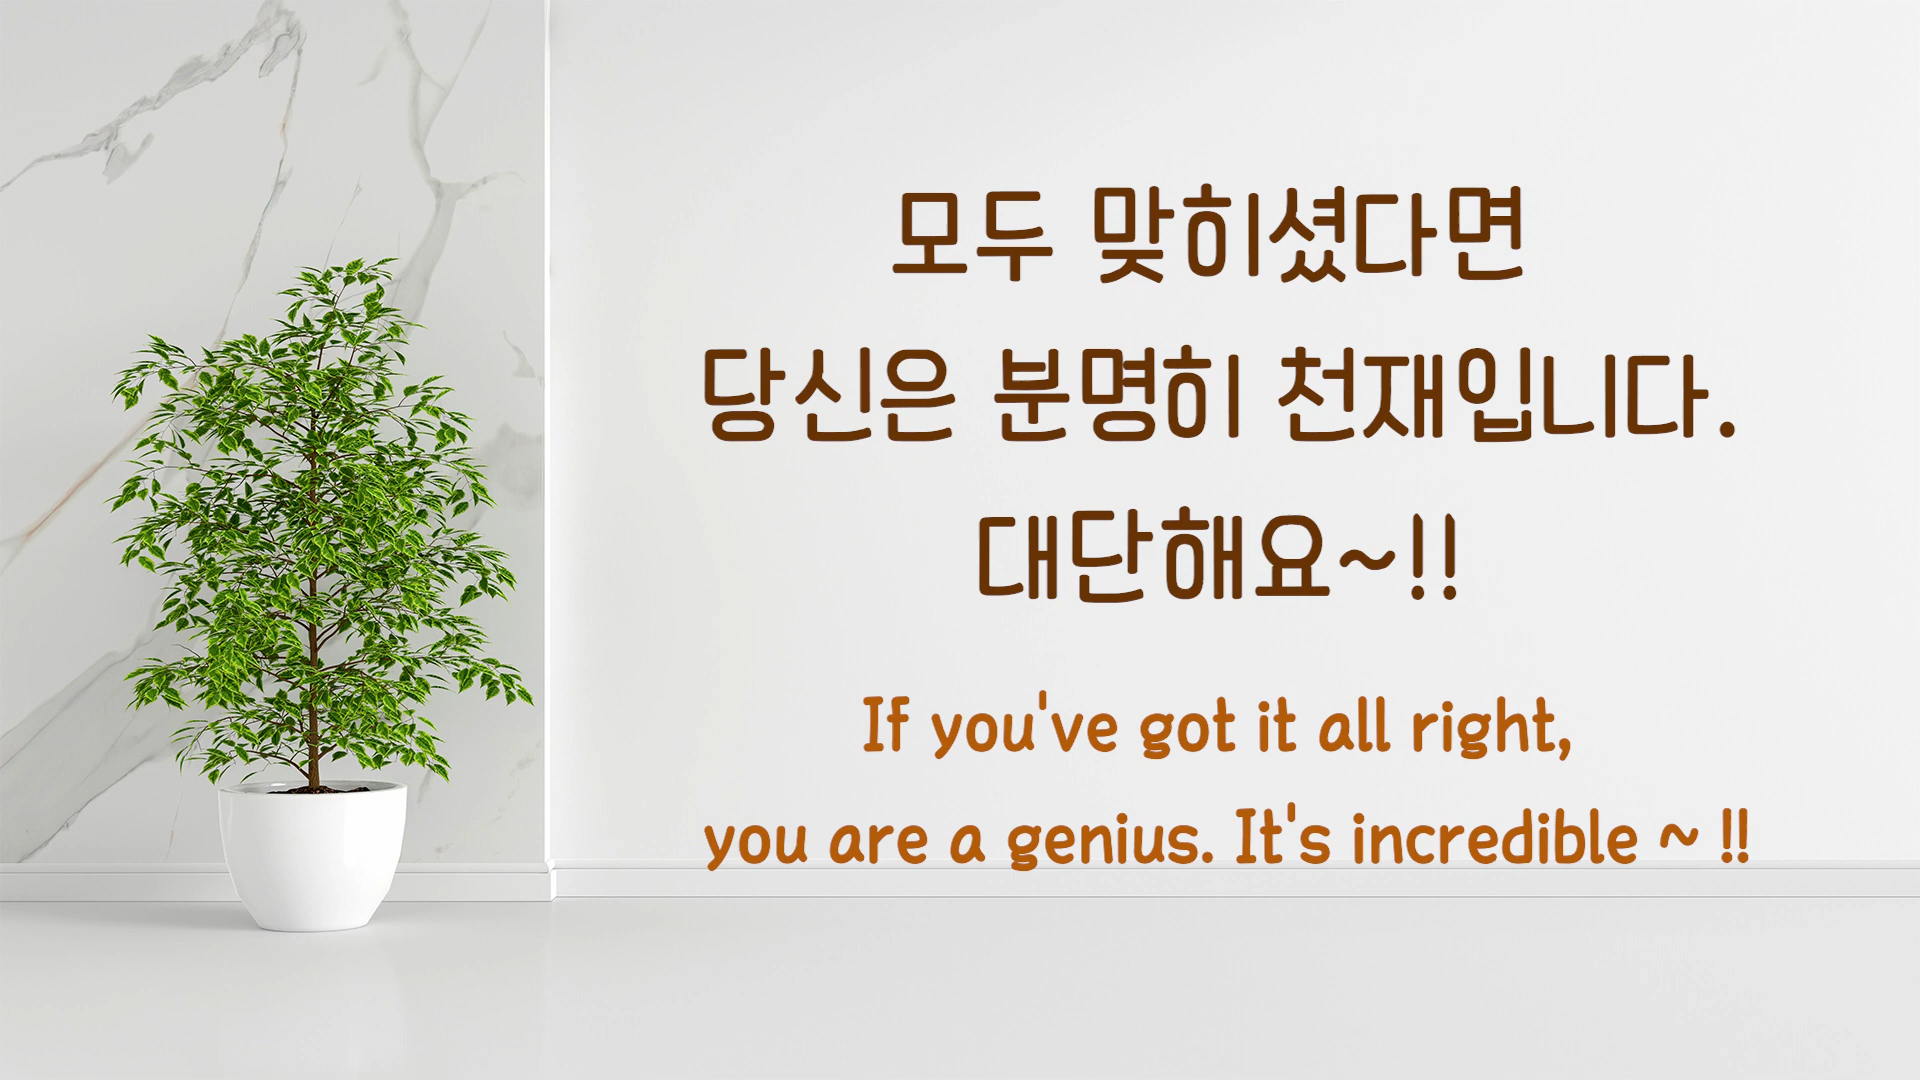 모두 맞히셨다면
당신은 분명히 천재입니다.
대단해요~!!
If you've got it all right,
you are a genius. It's incredible ~ !!